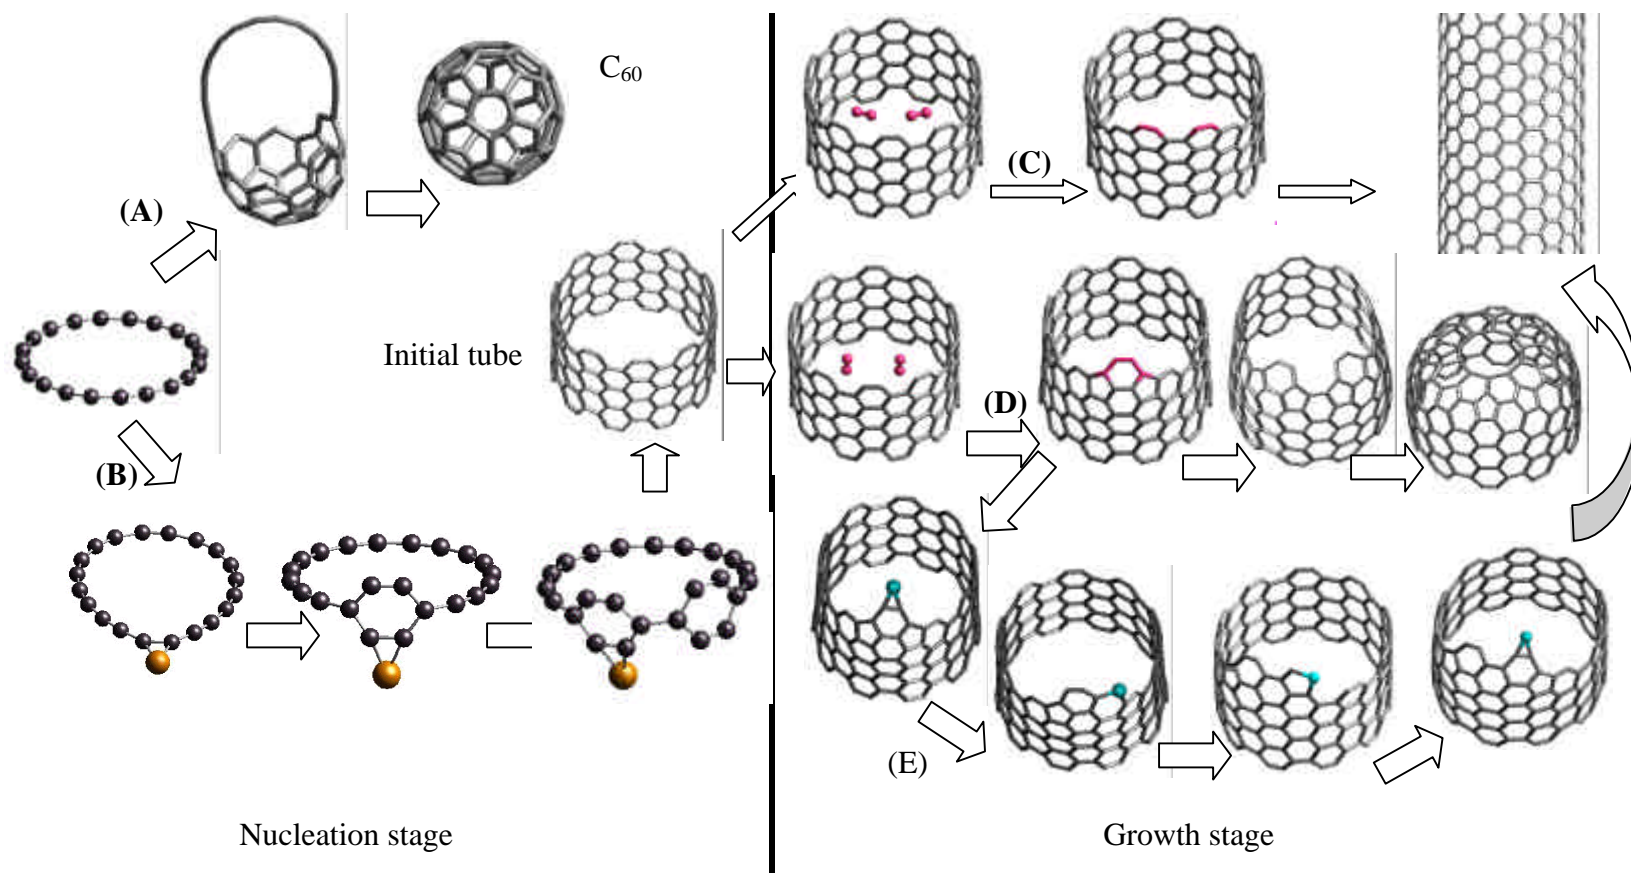 C60
(A)
(C)
Initial tube
(D)
(B)
(E)
Nucleation stage
Growth stage